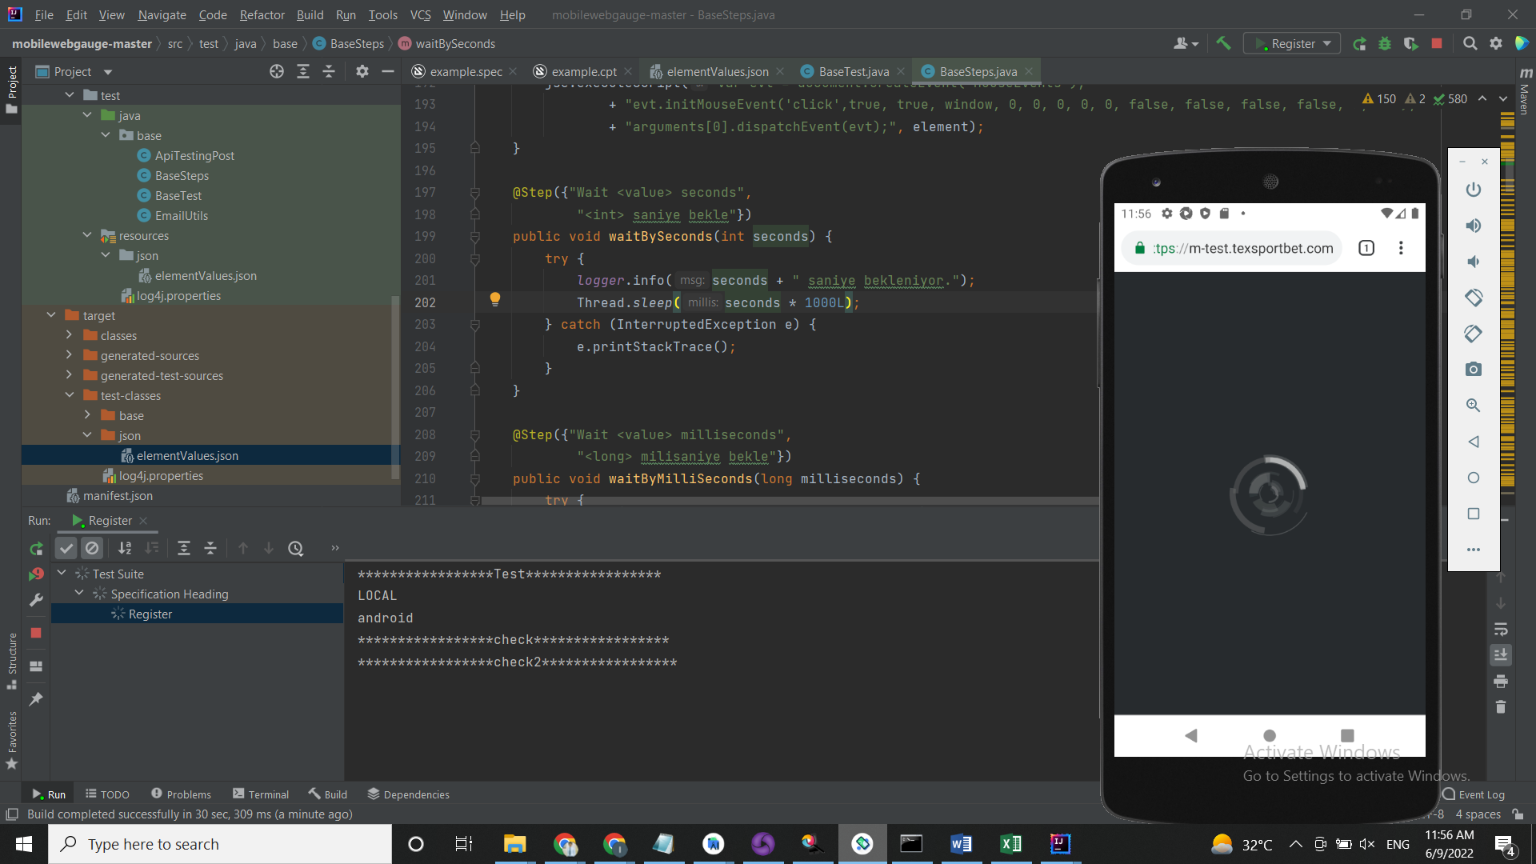 File Edit View Navigate Code Refactor Build Run Tools VCS Window Help mobilewebgauge-master - BaseSteps.java
mobilewebgauge-master src test java base BaseSteps waitBySeconds Register
Project
example.spec example.cpt elementValues.json BaseTest.java BaseSteps.java
test
java
base
ApiTestingPost
BaseSteps
BaseTest
EmailUtils
resources
json
elementValues.json
log4j.properties
target
classes
generated-sources
generated-test-sources
test-classes
base
json
elementValues.json
log4j.properties
manifest.json
150 2 580
193 + "evt.initMouseEvent('click',true, true, window, 0, 0, 0, 0, 0, false, false, false, false,
194 + "arguments[0].dispatchEvent(evt);", element);
195 }
196
197 @Step({"Wait <value> seconds",
198 "<int> saniye bekle"})
199 public void waitBySeconds(int seconds) {
200 try {
201 logger.info( msg: seconds + " saniye bekleniyor.");
202 Thread.sleep( millis: seconds * 1000L);
203 } catch (InterruptedException e) {
204 e.printStackTrace();
205 }
206 }
207
208 @Step({"Wait <value> milliseconds",
209 "<long> milisaniye bekle"})
210 public void waitByMilliSeconds(long milliseconds) {
211 try {
Project
Structure
Favorites
Maven
Run: Register
Test Suite
Specification Heading
Register
*****************Test*****************
LOCAL
android
*****************check*****************
*****************check2*****************
11:56
:tps://m-test.texsportbet.com 1
Activate Windows
Go to Settings to activate Windows.
Run TODO Problems Terminal Build Dependencies Event Log
Build completed successfully in 30 sec, 309 ms (a minute ago) 4 spaces
Type here to search
32°C ENG
11:56 AM
6/9/2022
4